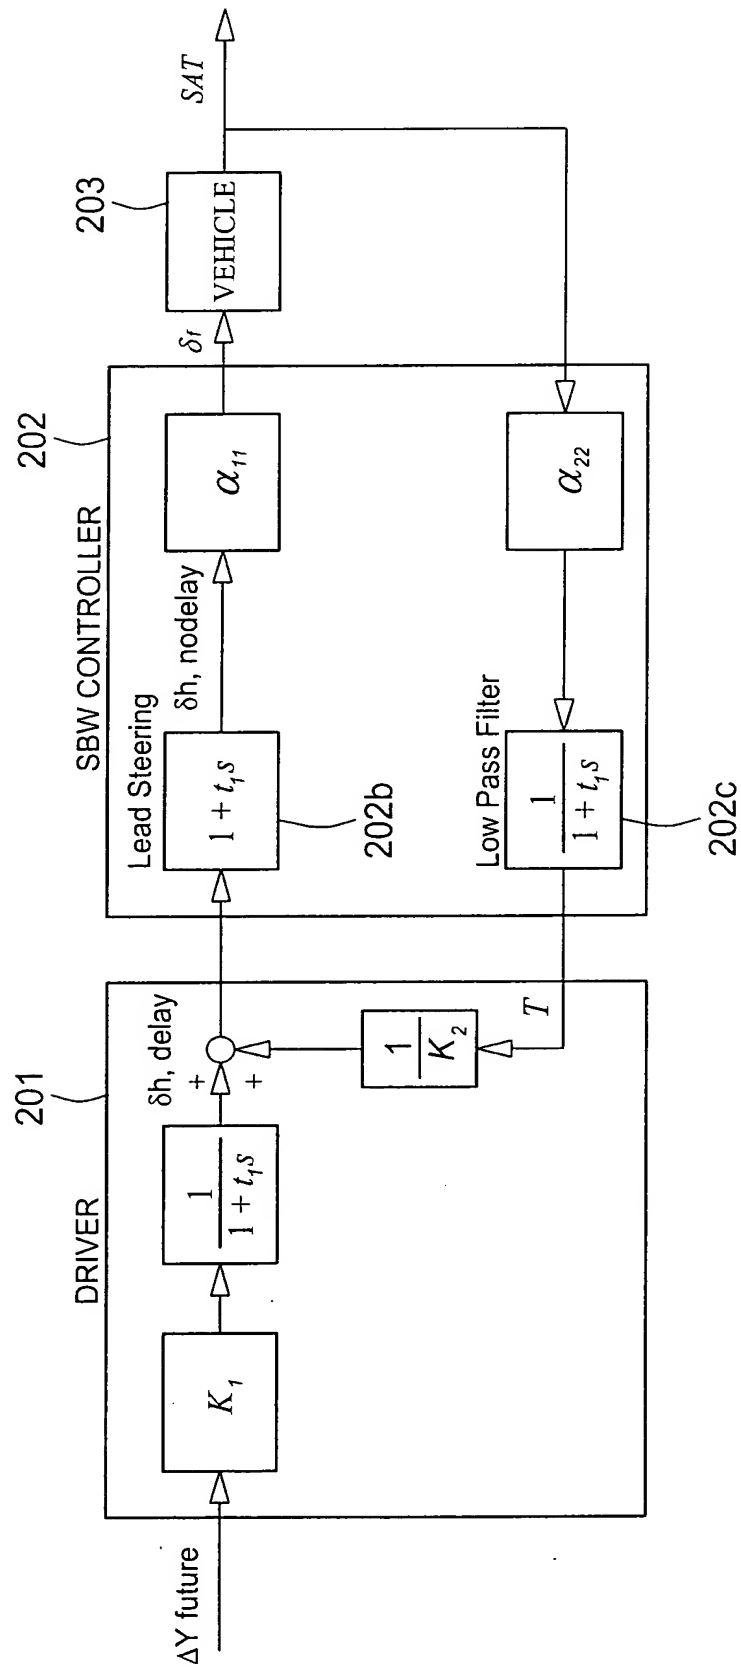 ΔY future
DRIVER
201
K₁
1
1 + t₁s
δh, delay
+
+
1
K₂
T
SBW CONTROLLER
202
Lead Steering
1 + t₁s
202b
δh, nodelay
α₁₁
Low Pass Filter
1
1 + t₁s
202c
α₂₂
δf
203
VEHICLE
SAT